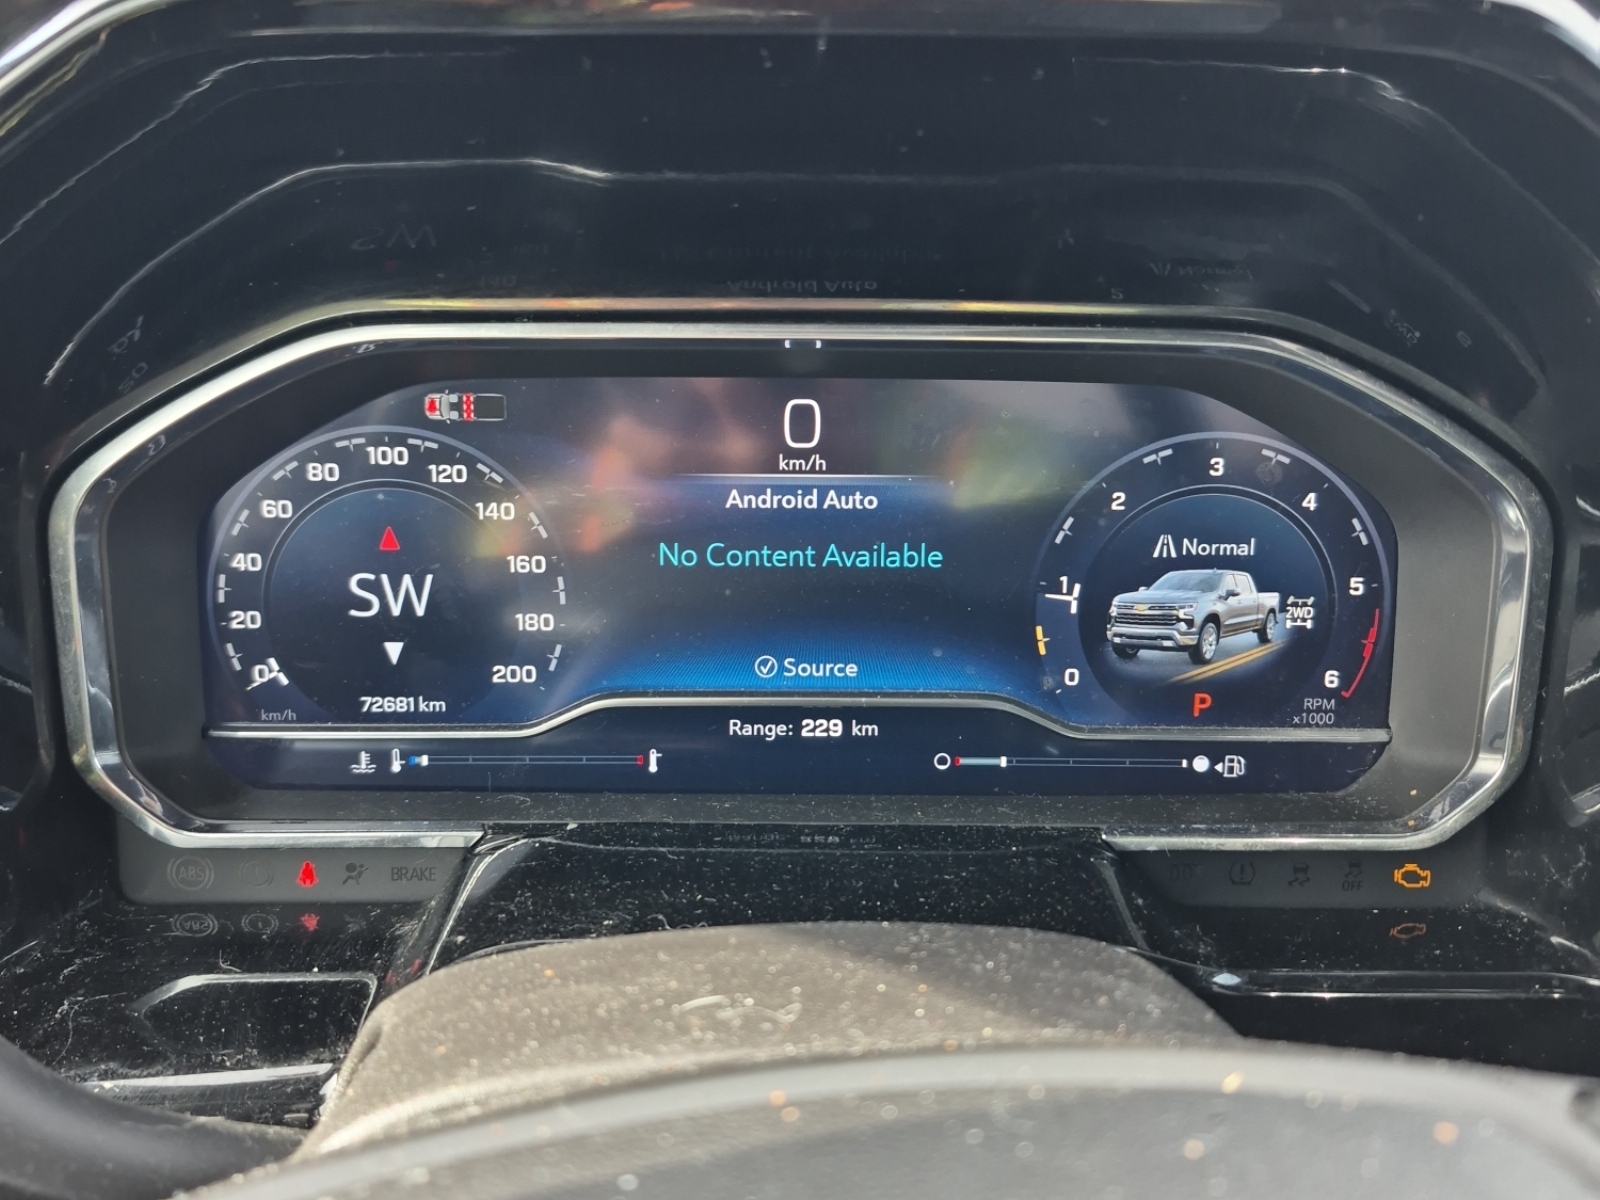 0
km/h
Android Auto
No Content Available
Source
0
20
40
60
80
100
120
140
160
180
200
SW
72681 km
km/h
0
1
2
3
4
5
6
Normal
2WD
P
RPM
x1000
Range: 229 km
ABS
BRAKE
OFF